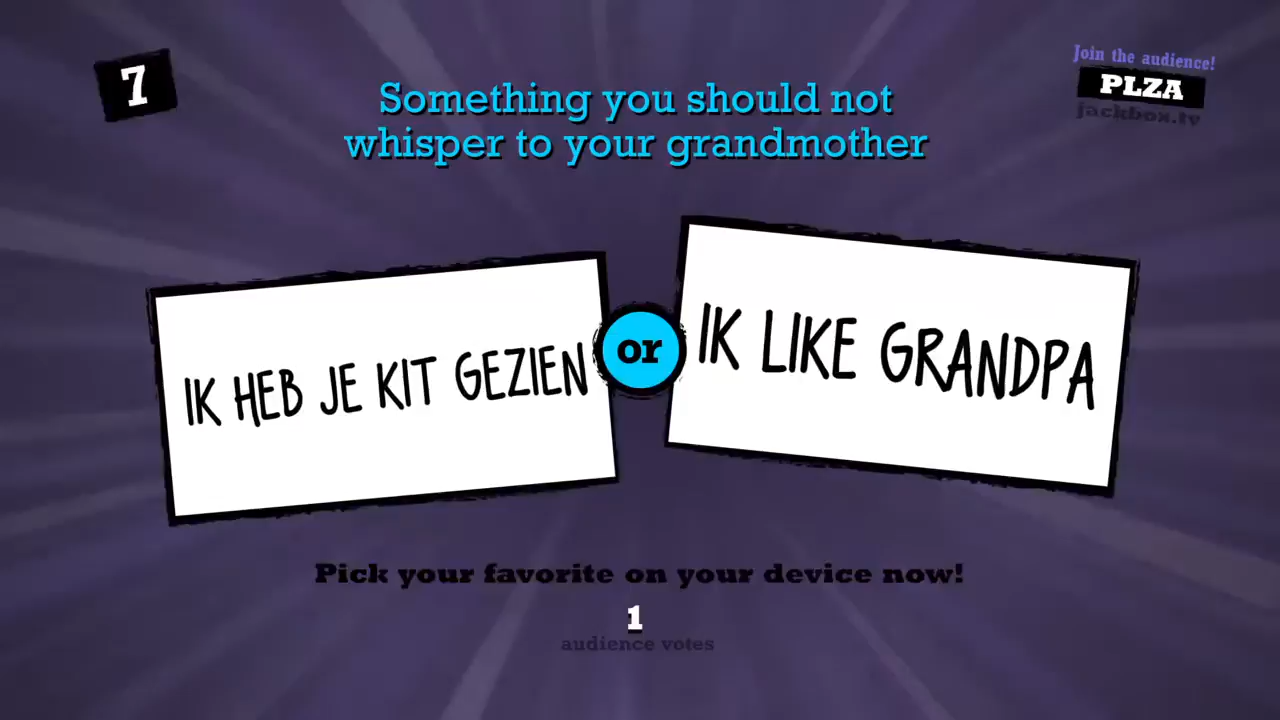 7
Join the audience!
PLZA
jackbox.tv
Something you should not
whisper to your grandmother
IK HEB JE KIT GEZIEN
or
IK LIKE GRANDPA
Pick your favorite on your device now!
1
audience votes